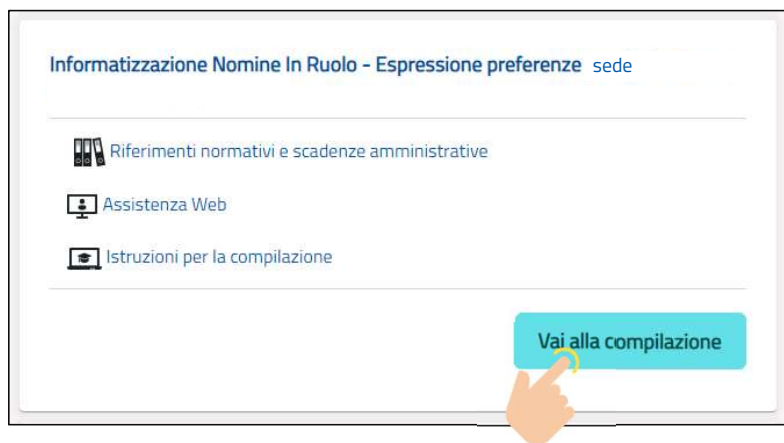 Informatizzazione Nomine In Ruolo - Espressione preferenze sede
Riferimenti normativi e scadenze amministrative
Assistenza Web
Istruzioni per la compilazione
Vai alla compilazione